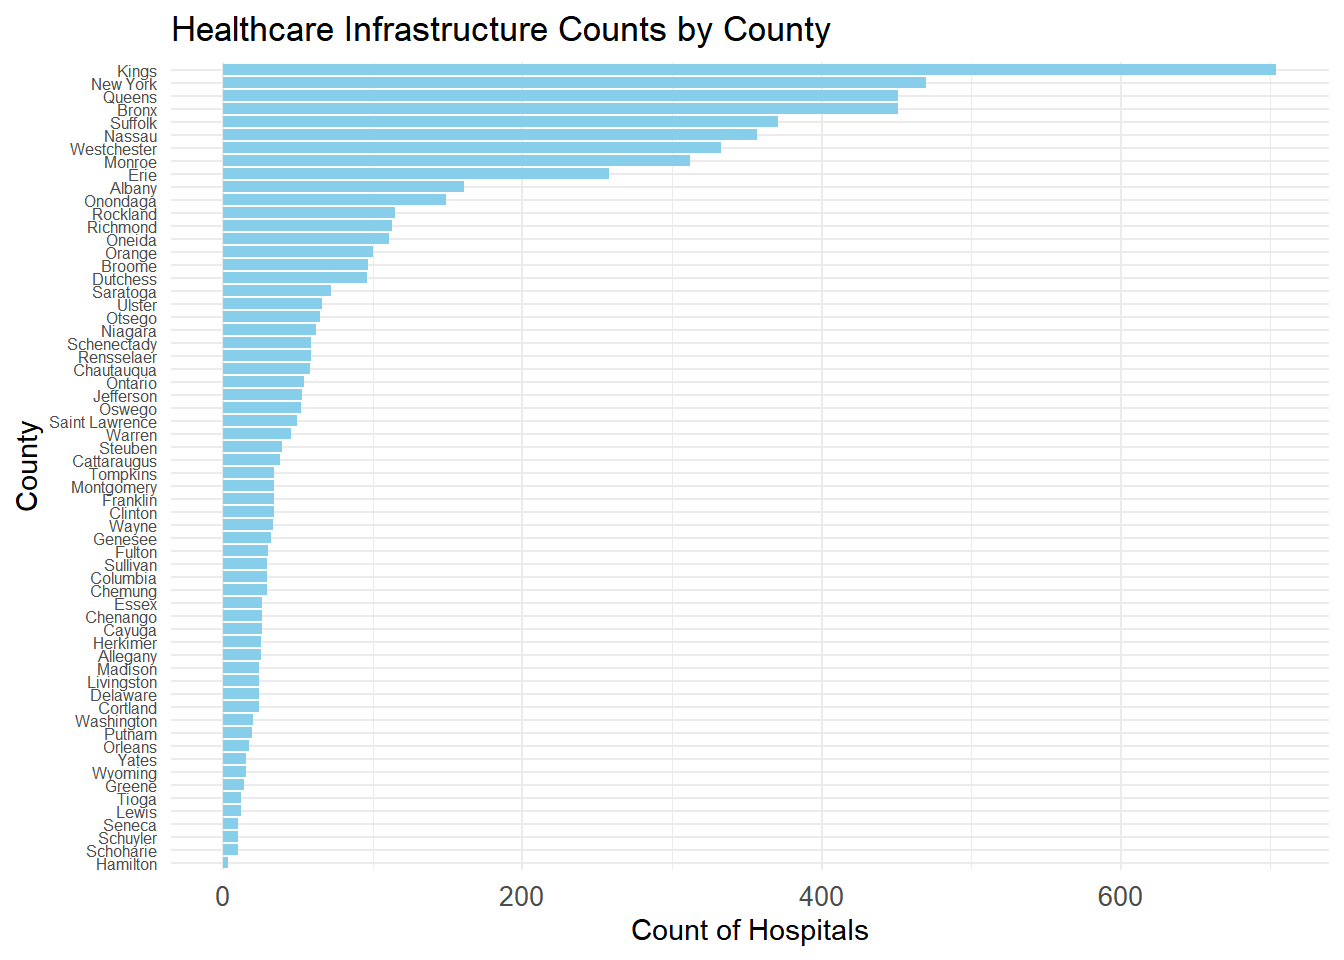 Healthcare Infrastructure Counts by County
Kings
New York
Queens
Bronx
Suffolk
Nassau
Westchester
Monroe
Erie
Albany
Onondaga
Rockland
Richmond
Oneida
Orange
Broome
Dutchess
Saratoga
Ulster
Otsego
Niagara
Schenectady
Rensselaer
Chautauqua
Ontario
Jefferson
Oswego
Saint Lawrence
Warren
Steuben
Cattaraugus
Tompkins
Montgomery
Franklin
Clinton
Wayne
Genesee
Fulton
Sullivan
Columbia
Chemung
Essex
Chenango
Cayuga
Herkimer
Allegany
Madison
Livingston
Delaware
Cortland
Washington
Putnam
Orleans
Yates
Wyoming
Greene
Tioga
Lewis
Seneca
Schuyler
Schoharie
Hamilton
County
0 200 400 600
Count of Hospitals